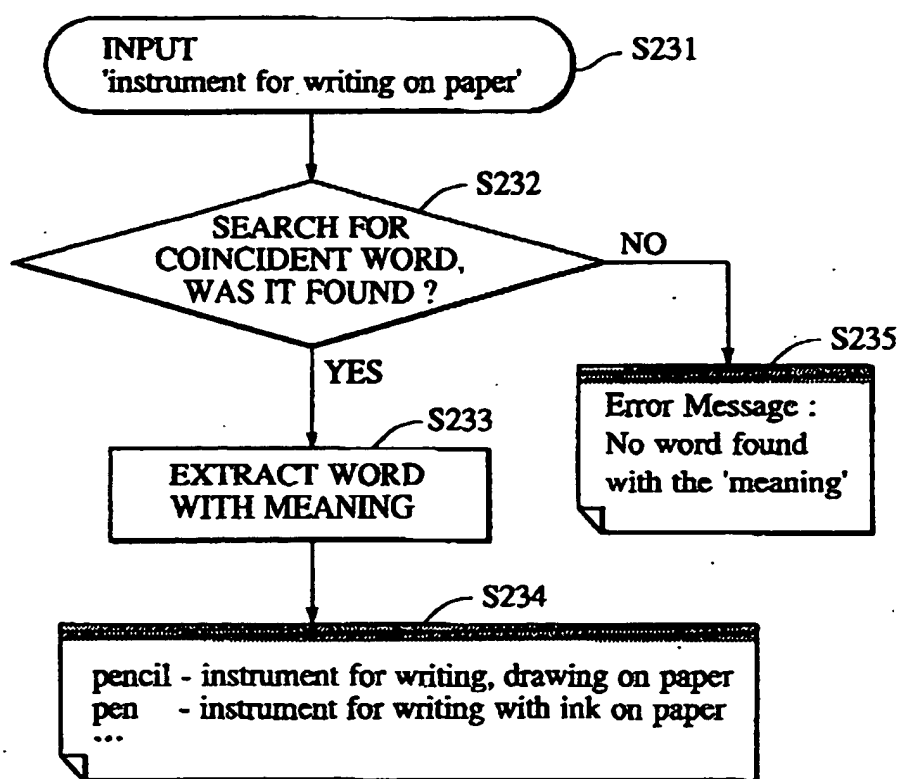 INPUT
'instrument for writing on paper'
S231
S232
SEARCH FOR
COINCIDENT WORD,
WAS IT FOUND ?
NO
YES
S235
Error Message :
No word found
with the 'meaning'
S233
EXTRACT WORD
WITH MEANING
S234
pencil - instrument for writing, drawing on paper
pen - instrument for writing with ink on paper
...